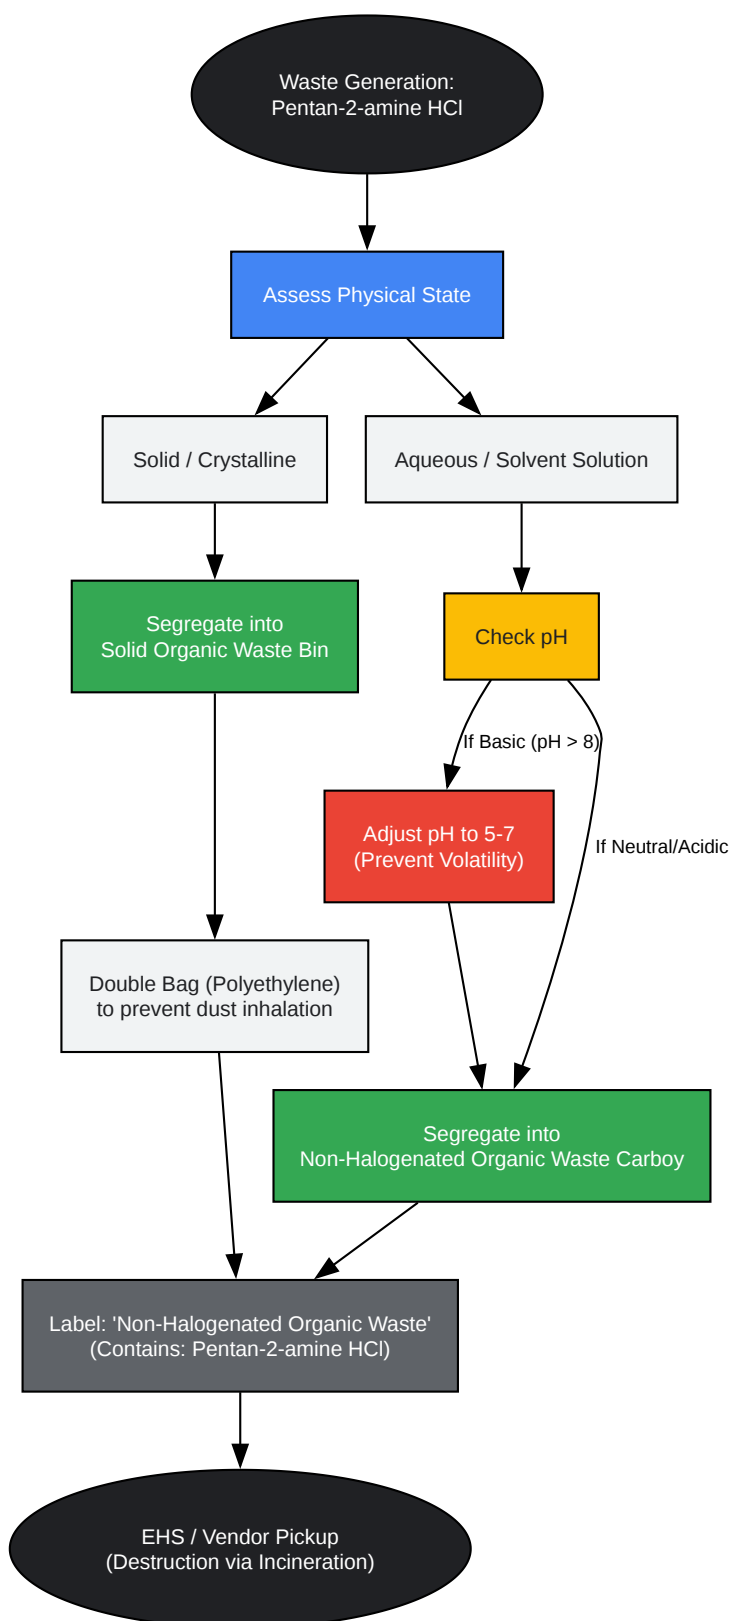 Waste Generation:
Pentan-2-amine HCl
Assess Physical State
Solid / Crystalline
Aqueous / Solvent Solution
Segregate into
Solid Organic Waste Bin
Check pH
If Basic (pH > 8)
Adjust pH to 5-7
(Prevent Volatility)
If Neutral/Acidic
Double Bag (Polyethylene)
to prevent dust inhalation
Segregate into
Non-Halogenated Organic Waste Carboy
Label: 'Non-Halogenated Organic Waste'
(Contains: Pentan-2-amine HCl)
EHS / Vendor Pickup
(Destruction via Incineration)